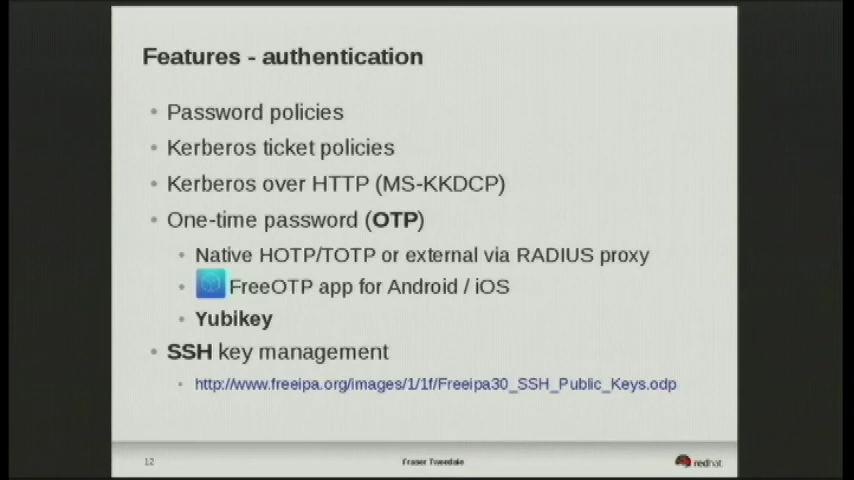 Features - authentication
Password policies
Kerberos ticket policies
Kerberos over HTTP (MS-KKDCP)
One-time password (OTP)
Native HOTP/TOTP or external via RADIUS proxy
FreeOTP app for Android / iOS
Yubikey
SSH key management
http://www.freeipa.org/images/1/1f/Freeipa30_SSH_Public_Keys.odp
12
Fraser Tweedale
redhat